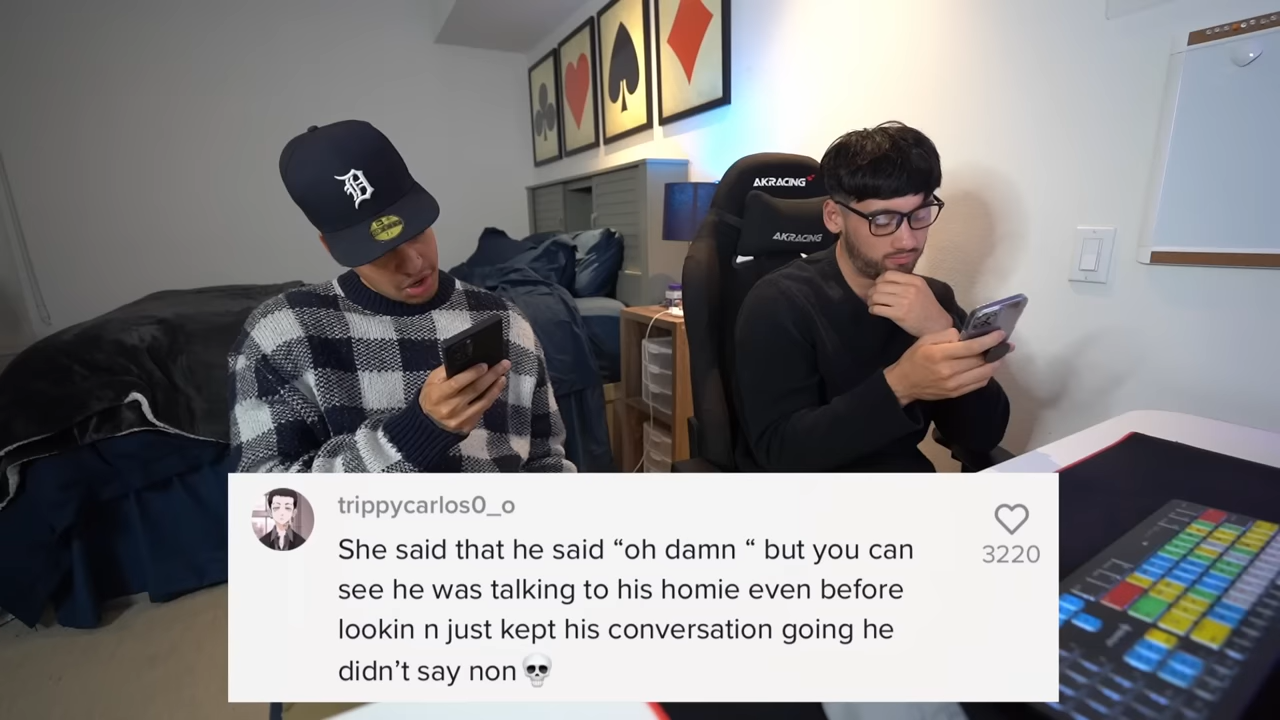 AKRACING
AKRACING
trippycarlos0_o
She said that he said “oh damn “ but you can
see he was talking to his homie even before
lookin n just kept his conversation going he
didn’t say non💀
3220